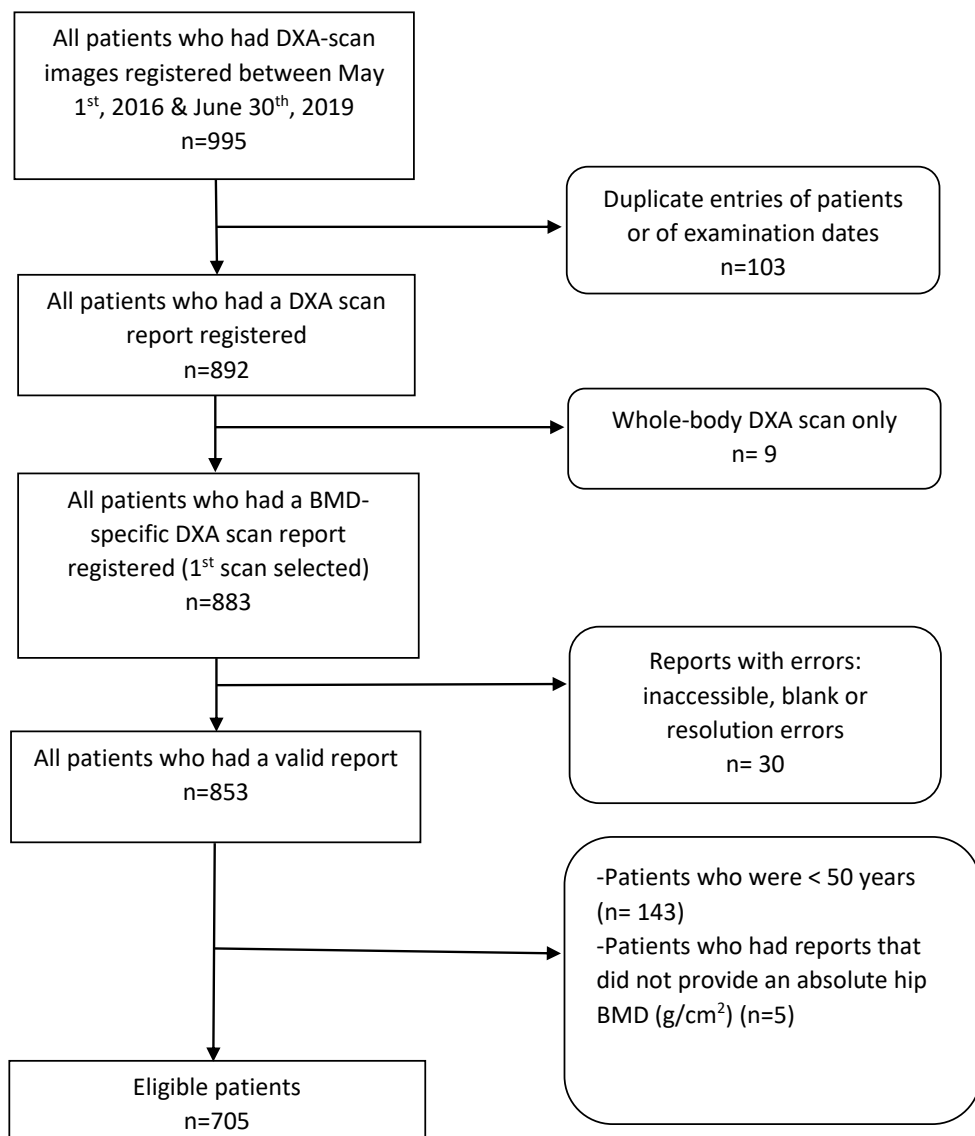 All patients who had DXA-scan
images registered between May
1st, 2016 & June 30th, 2019
n=995
Duplicate entries of patients
or of examination dates
n=103
All patients who had a DXA scan
report registered
n=892
Whole-body DXA scan only
n= 9
All patients who had a BMD-
specific DXA scan report
registered (1st scan selected)
n=883
Reports with errors:
inaccessible, blank or
resolution errors
n= 30
All patients who had a valid report
n=853
-Patients who were < 50 years
(n= 143)
-Patients who had reports that
did not provide an absolute hip
BMD (g/cm2) (n=5)
Eligible patients
n=705